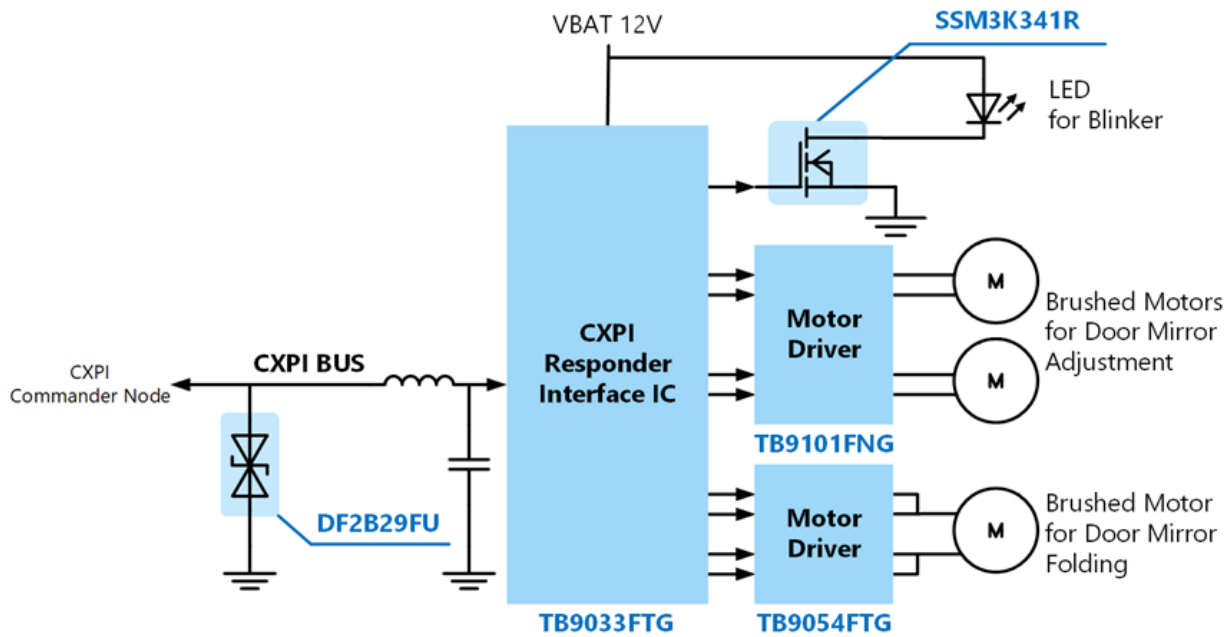 VBAT 12V
SSM3K341R
LED
for Blinker
CXPI
Responder
Interface IC
TB9033FTG
Motor
Driver
TB9101FNG
M
M
Brushed Motors
for Door Mirror
Adjustment
CXPI
Commander Node
CXPI BUS
DF2B29FU
Motor
Driver
TB9054FTG
M
Brushed Motor
for Door Mirror
Folding